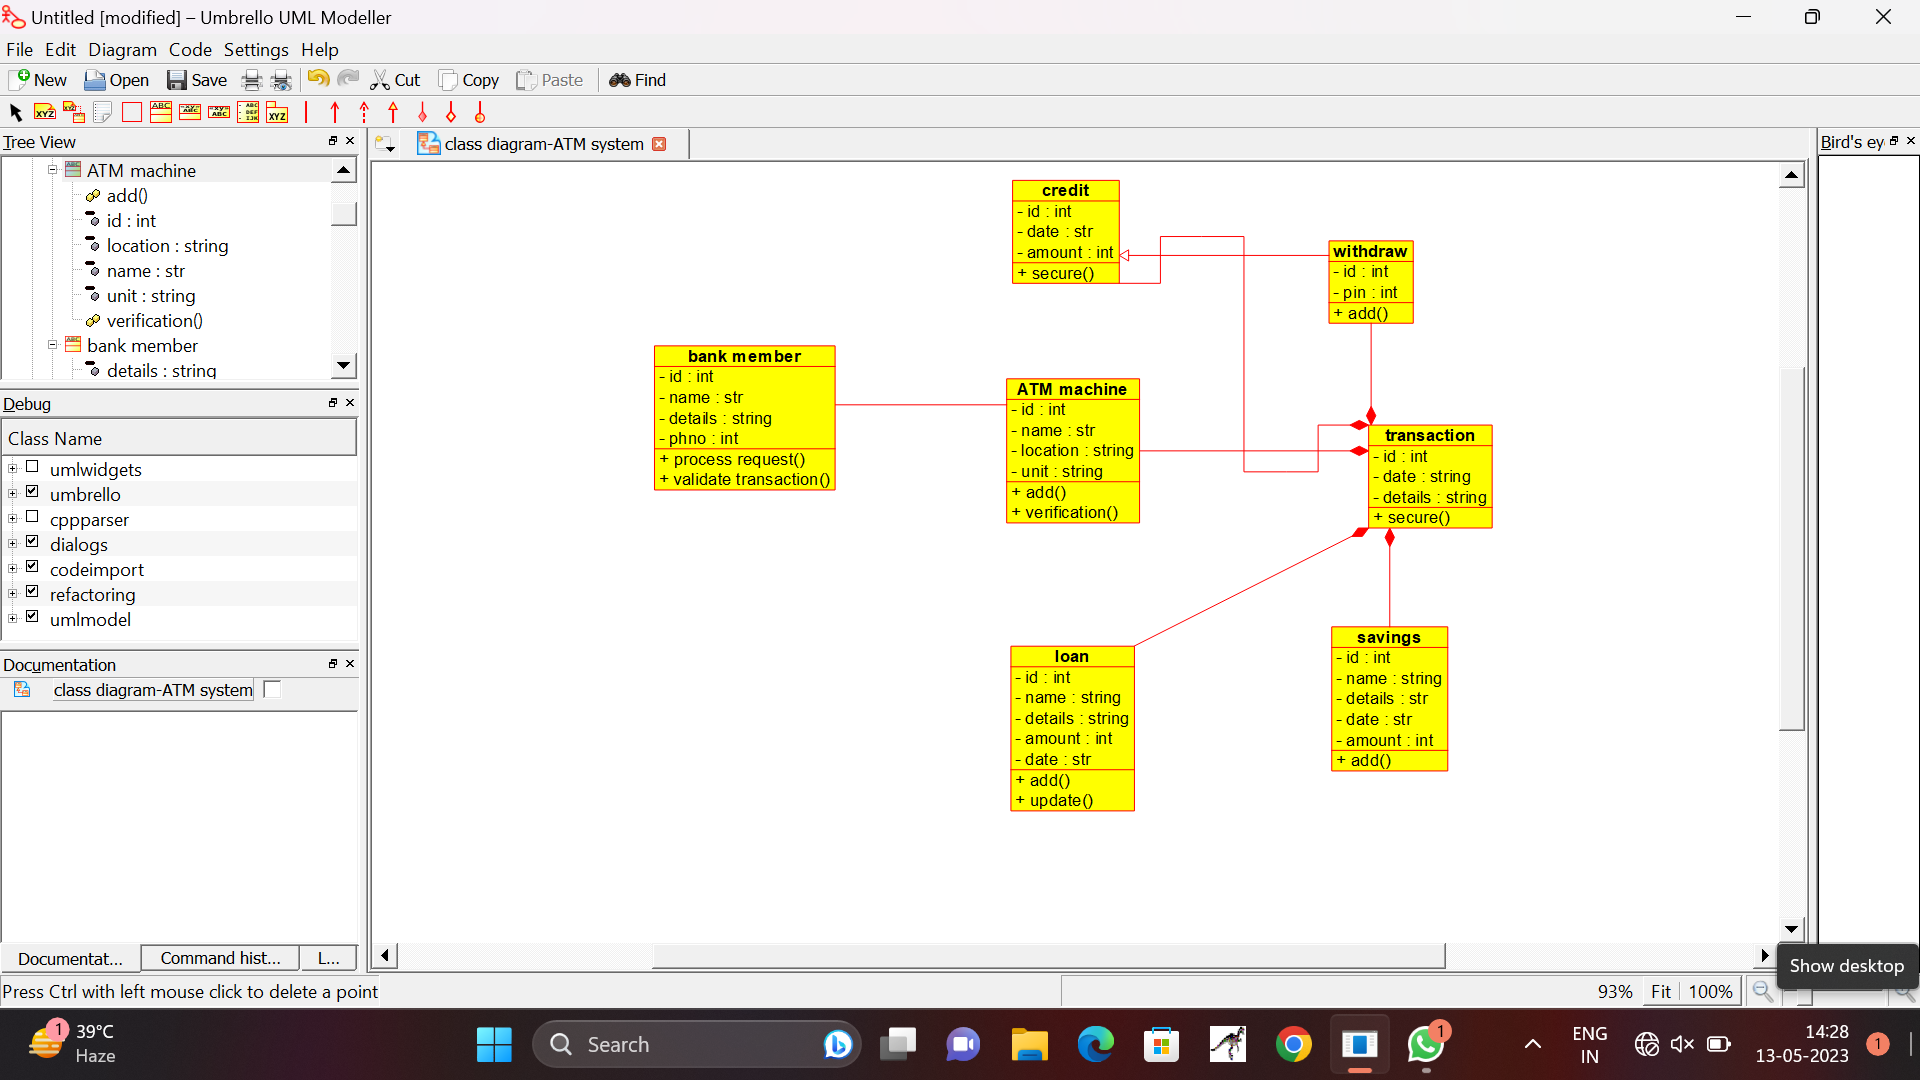 Untitled [modified] – Umbrello UML Modeller
File Edit Diagram Code Settings Help
New Open Save Cut Copy Paste Find
Tree View
ATM machine
add()
id : int
location : string
name : str
unit : string
verification()
bank member
details : string
Debug
Class Name
umlwidgets
umbrello
cppparser
dialogs
codeimport
refactoring
umlmodel
Documentation
class diagram-ATM system
Documentat... Command hist... L...
Press Ctrl with left mouse click to delete a point
class diagram-ATM system
Bird's ey
credit
- id : int
- date : str
- amount : int
+ secure()
withdraw
- id : int
- pin : int
+ add()
bank member
- id : int
- name : str
- details : string
- phno : int
+ process request()
+ validate transaction()
ATM machine
- id : int
- name : str
- location : string
- unit : string
+ add()
+ verification()
transaction
- id : int
- date : string
- details : string
+ secure()
loan
- id : int
- name : string
- details : string
- amount : int
- date : str
+ add()
+ update()
savings
- id : int
- name : string
- details : str
- date : str
- amount : int
+ add()
Show desktop
93% Fit 100%
1 39°C
Haze
Search
1
ENG
IN
14:28
13-05-2023
1